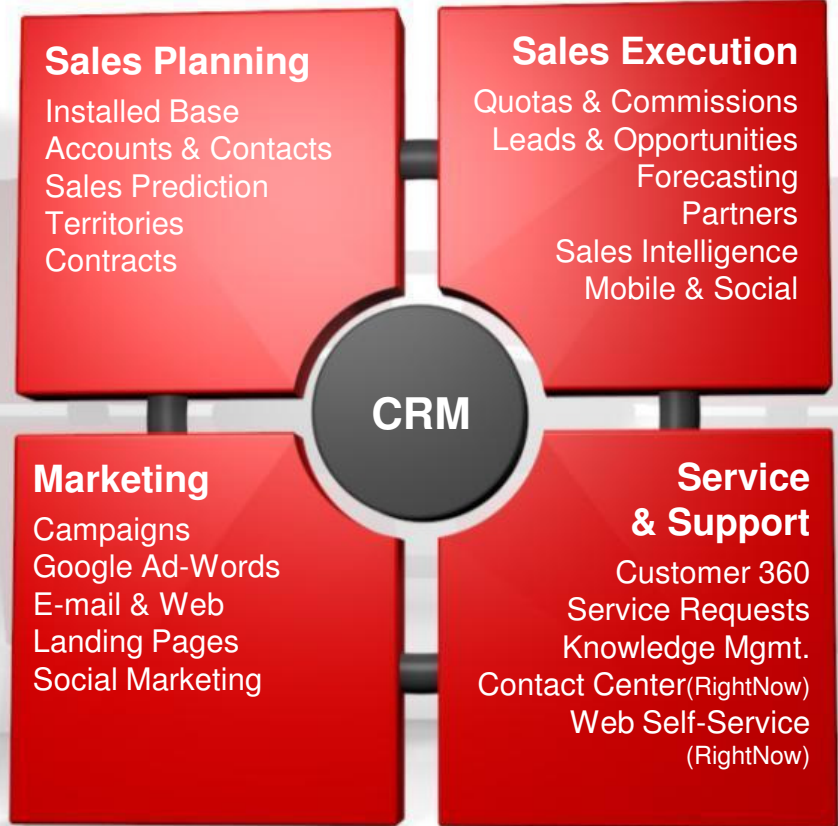 Sales Planning
Installed Base
Accounts & Contacts
Sales Prediction
Territories
Contracts
Sales Execution
Quotas & Commissions
Leads & Opportunities
Forecasting
Partners
Sales Intelligence
Mobile & Social
CRM
Marketing
Campaigns
Google Ad-Words
E-mail & Web
Landing Pages
Social Marketing
Service
& Support
Customer 360
Service Requests
Knowledge Mgmt.
Contact Center(RightNow)
Web Self-Service
(RightNow)